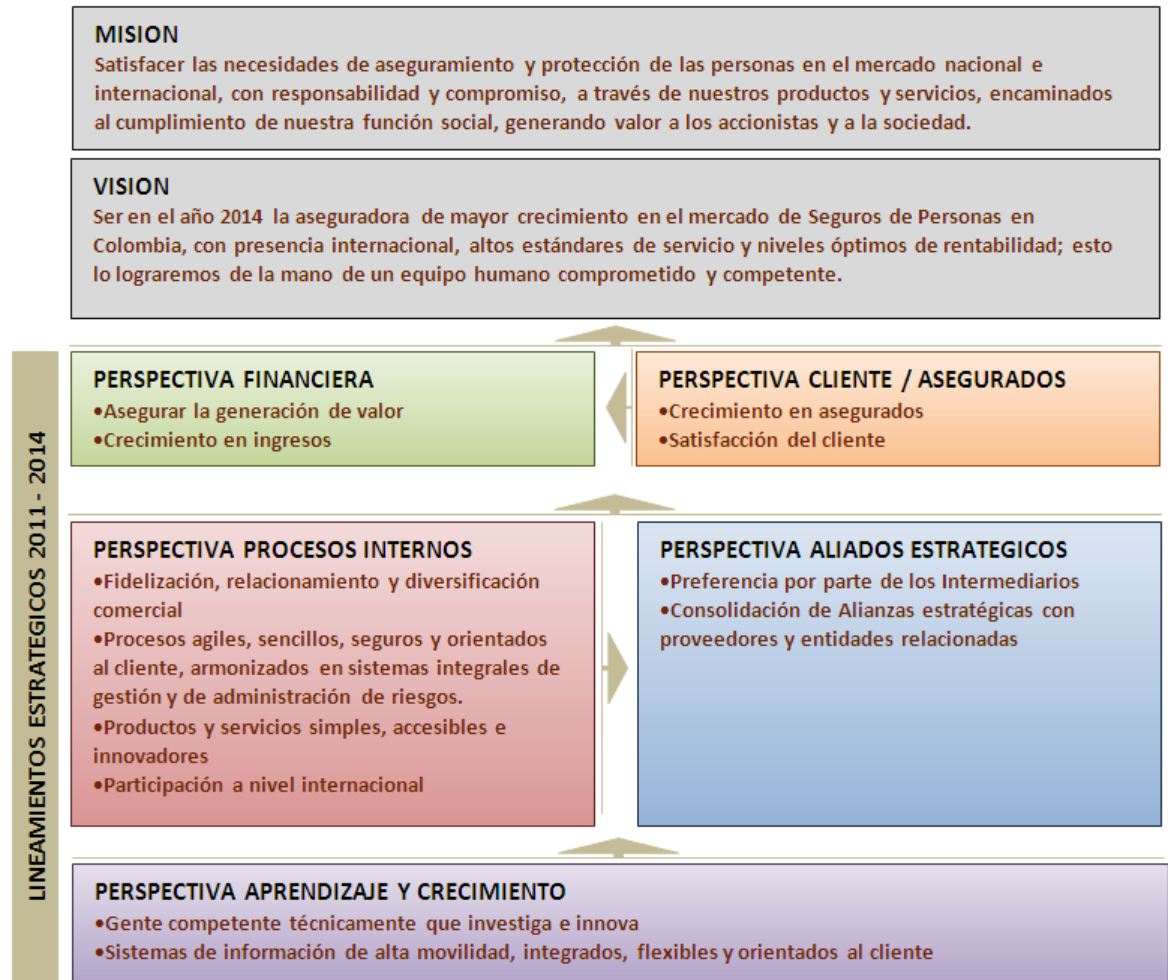 MISION
Satisfacer las necesidades de aseguramiento y protección de las personas en el mercado nacional e
internacional, con responsabilidad y compromiso, a través de nuestros productos y servicios, encaminados
al cumplimiento de nuestra función social, generando valor a los accionistas y a la sociedad.
VISION
Ser en el año 2014 la aseguradora de mayor crecimiento en el mercado de Seguros de Personas en
Colombia, con presencia internacional, altos estándares de servicio y niveles óptimos de rentabilidad; esto
lo lograremos de la mano de un equipo humano comprometido y competente.
LINEAMIENTOS ESTRATEGICOS 2011 - 2014
PERSPECTIVA FINANCIERA
•Asegurar la generación de valor
•Crecimiento en ingresos
PERSPECTIVA CLIENTE / ASEGURADOS
•Crecimiento en asegurados
•Satisfacción del cliente
PERSPECTIVA PROCESOS INTERNOS
•Fidelización, relacionamiento y diversificación
comercial
•Procesos agiles, sencillos, seguros y orientados
al cliente, armonizados en sistemas integrales de
gestión y de administración de riesgos.
•Productos y servicios simples, accesibles e
innovadores
•Participación a nivel internacional
PERSPECTIVA ALIADOS ESTRATEGICOS
•Preferencia por parte de los Intermediarios
•Consolidación de Alianzas estratégicas con
proveedores y entidades relacionadas
PERSPECTIVA APRENDIZAJE Y CRECIMIENTO
•Gente competente técnicamente que investiga e innova
•Sistemas de información de alta movilidad, integrados, flexibles y orientados al cliente